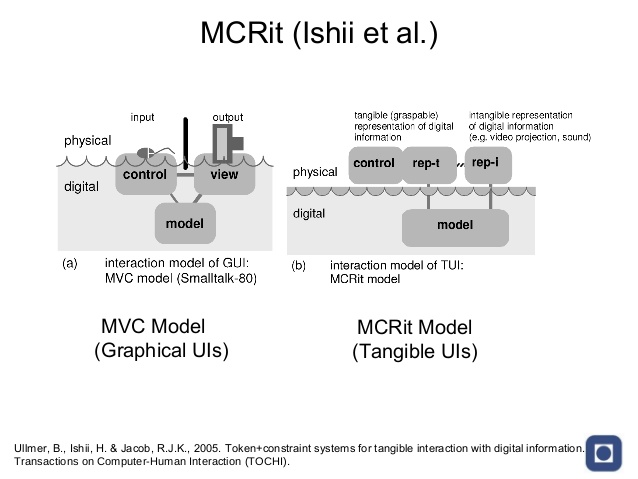 MCRit (Ishii et al.)
input
output
physical
digital
control
view
model
(a) interaction model of GUI:
MVC model (Smalltalk-80)
tangible (graspable)
representation of digital
information
intangible representation
of digital information
(e.g. video projection, sound)
physical
digital
control
rep-t
rep-i
model
(b) interaction model of TUI:
MCRit model
MVC Model
(Graphical UIs)
MCRit Model
(Tangible UIs)
Ullmer, B., Ishii, H. & Jacob, R.J.K., 2005. Token+constraint systems for tangible interaction with digital information.
Transactions on Computer-Human Interaction (TOCHI).